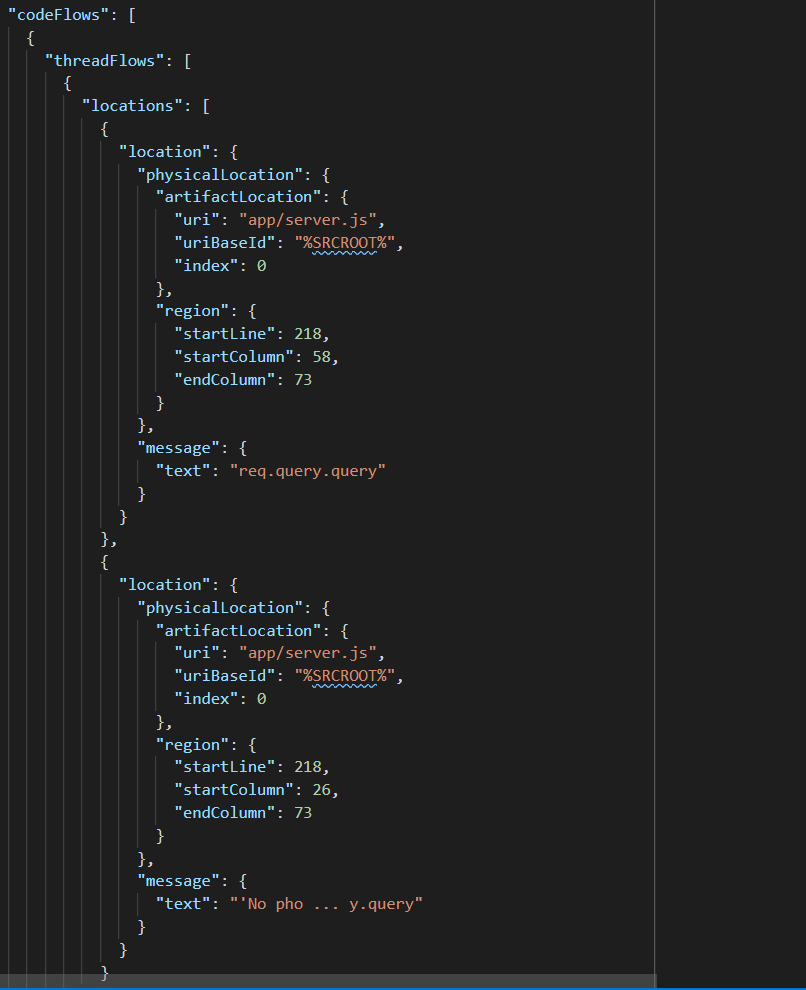 "codeFlows": [
{
"threadFlows": [
{
"locations": [
{
"location": {
"physicalLocation": {
"artifactLocation": {
"uri": "app/server.js",
"uriBaseId": "%SRCROOT%",
"index": 0
},
"region": {
"startLine": 218,
"startColumn": 58,
"endColumn": 73
}
},
"message": {
"text": "req.query.query"
}
}
},
{
"location": {
"physicalLocation": {
"artifactLocation": {
"uri": "app/server.js",
"uriBaseId": "%SRCROOT%",
"index": 0
},
"region": {
"startLine": 218,
"startColumn": 26,
"endColumn": 73
}
},
"message": {
"text": "'No pho ... y.query"
}
}
}